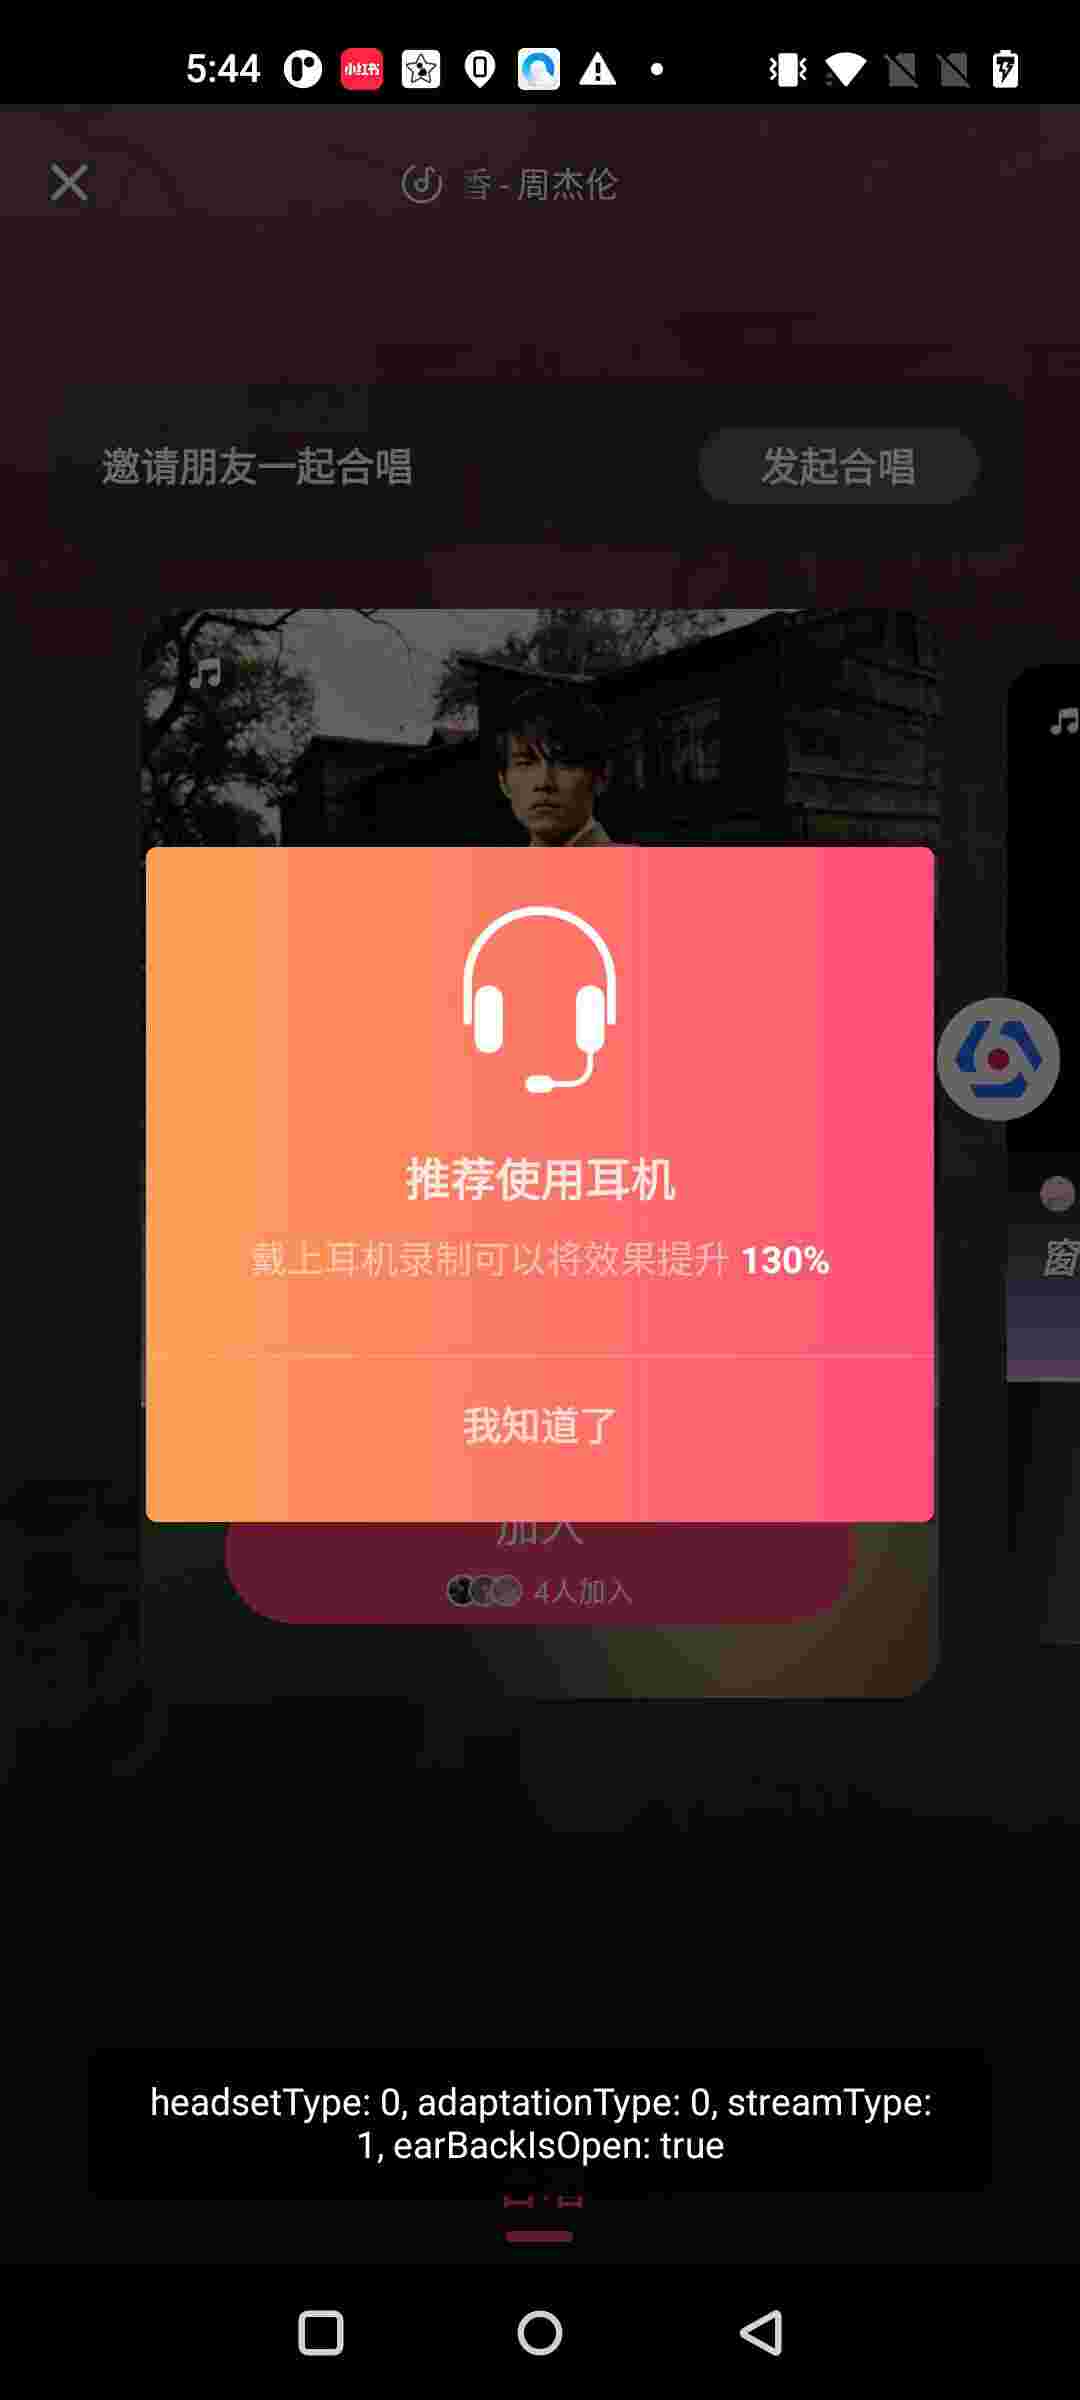 5:44
小红书
香 - 周杰伦
邀请朋友一起合唱
发起合唱
推荐使用耳机
戴上耳机录制可以将效果提升 130%
窗
我知道了
加入
4人加入
headsetType: 0, adaptationType: 0, streamType:
1, earBackIsOpen: true